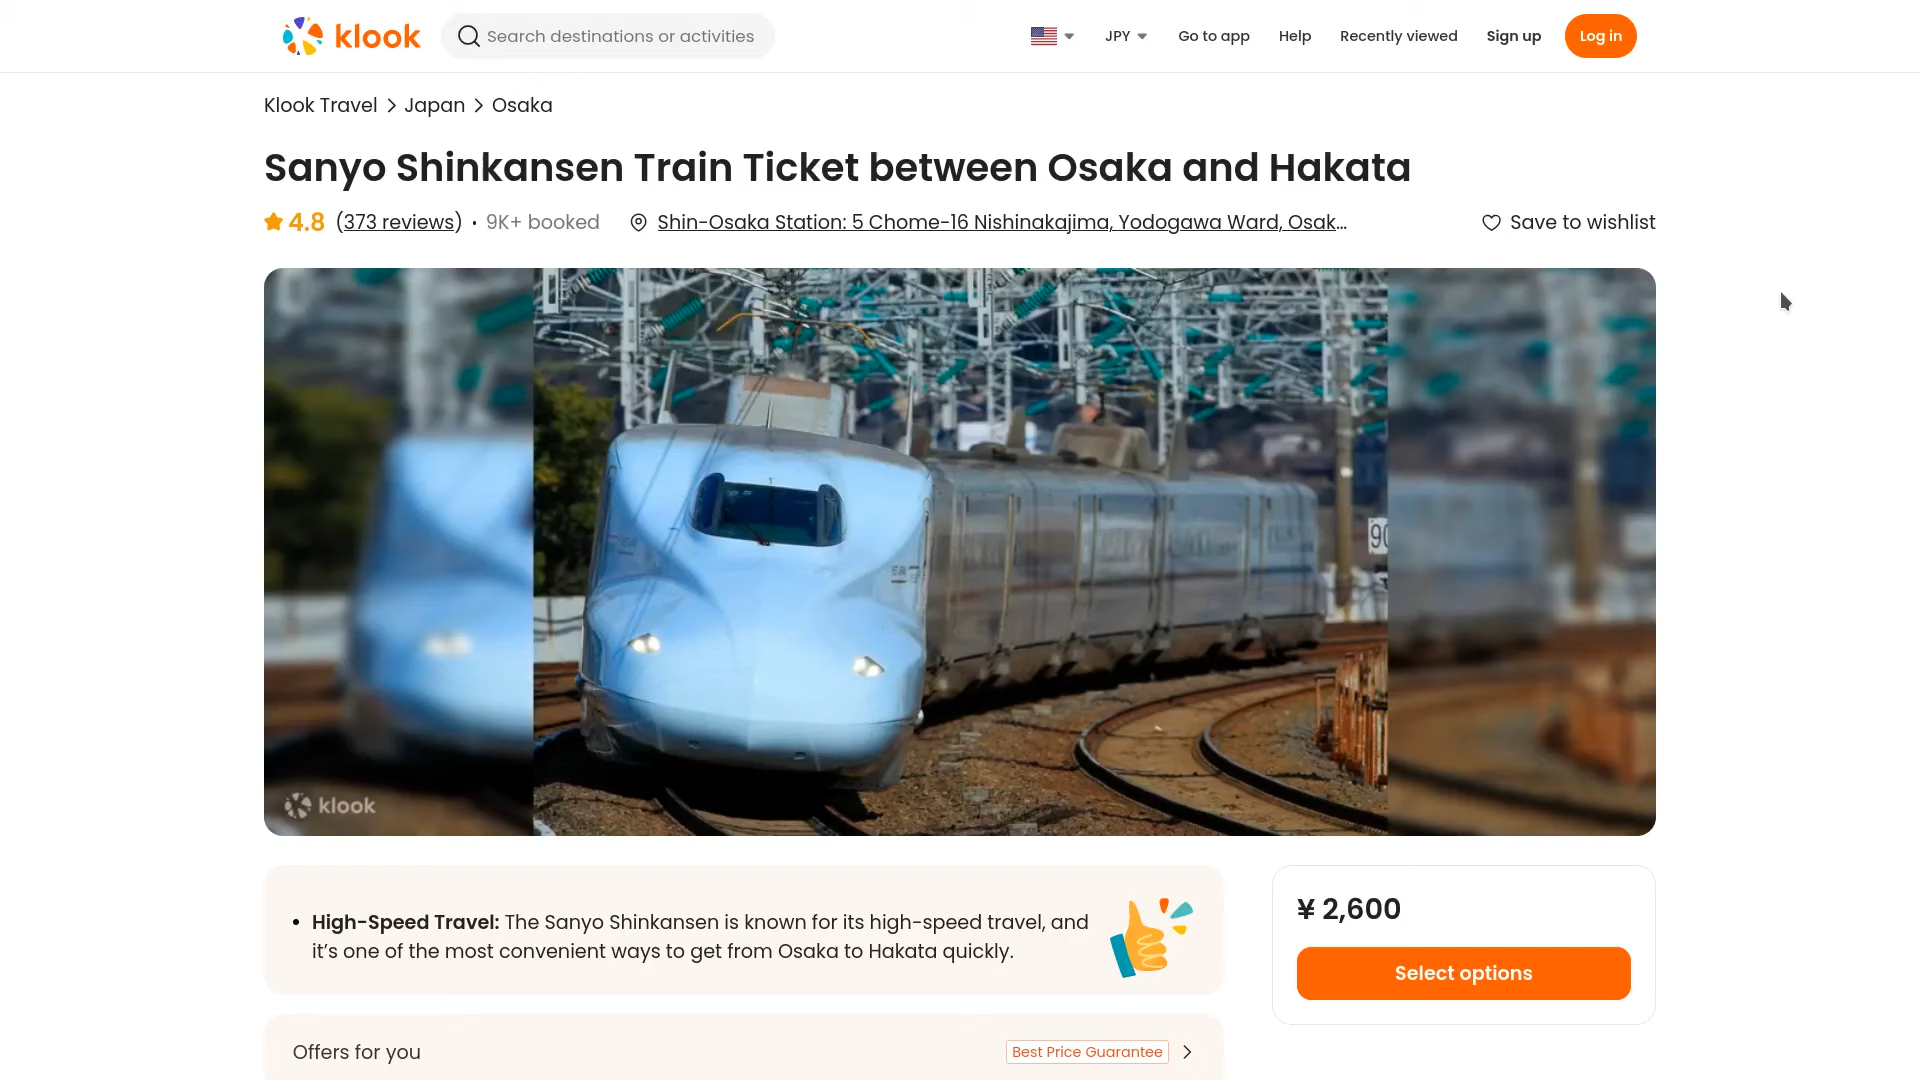 klook
Search destinations or activities
JPY
Go to app
Help
Recently viewed
Sign up
Log in
Klook Travel > Japan > Osaka
Sanyo Shinkansen Train Ticket between Osaka and Hakata
4.8 (373 reviews) · 9K+ booked
Shin-Osaka Station: 5 Chome-16 Nishinakajima, Yodogawa Ward, Osak...
Save to wishlist
90
klook
• High-Speed Travel: The Sanyo Shinkansen is known for its high-speed travel, and
it’s one of the most convenient ways to get from Osaka to Hakata quickly.
¥ 2,600
Select options
Offers for you
Best Price Guarantee